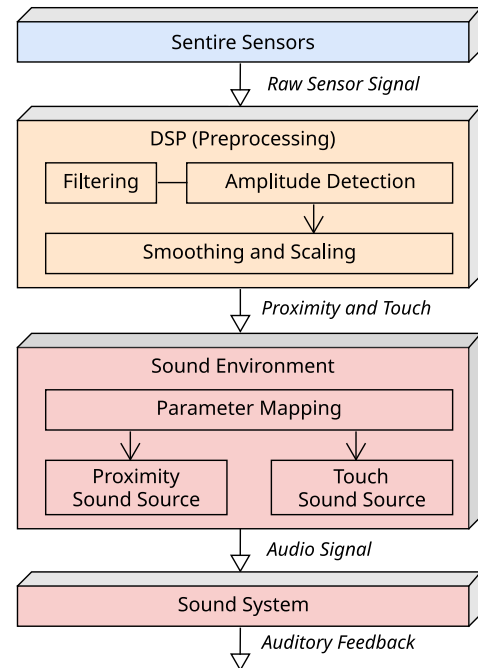 Sentire Sensors
Raw Sensor Signal
DSP (Preprocessing)
Filtering
Amplitude Detection
Smoothing and Scaling
Proximity and Touch
Sound Environment
Parameter Mapping
Proximity
Sound Source
Touch
Sound Source
Audio Signal
Sound System
Auditory Feedback